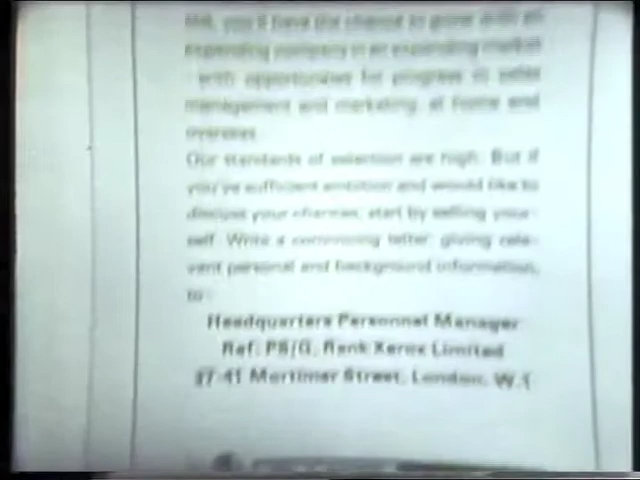 you'll have the chance to grow with an
expanding company in an expanding market
- with opportunities for progress in sales
management and marketing, at home and
overseas.
Our standards of selection are high. But if
you've sufficient ambition and would like to
discuss your chances, start by selling your-
self. Write a convincing letter, giving rele-
vant personal and background information,
to:
Headquarters Personnel Manager
Ref. PS/G, Rank Xerox Limited
37-41 Mortimer Street, London, W.1